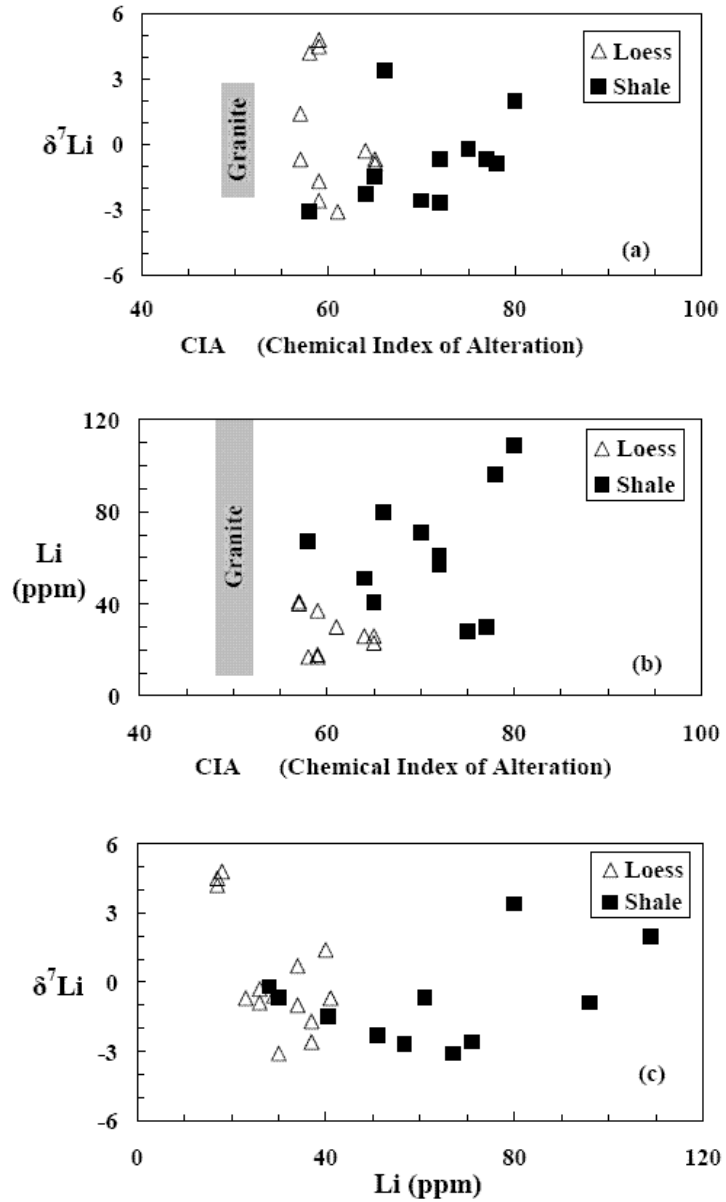 6
3
0
-3
-6
δ⁷Li
Granite
△ Loess
■ Shale
(a)
40 60 80 100
CIA (Chemical Index of Alteration)
120
80
40
0
Li
(ppm)
Granite
△ Loess
■ Shale
(b)
40 60 80 100
CIA (Chemical Index of Alteration)
6
3
0
-3
-6
δ⁷Li
△ Loess
■ Shale
(c)
0 40 80 120
Li (ppm)